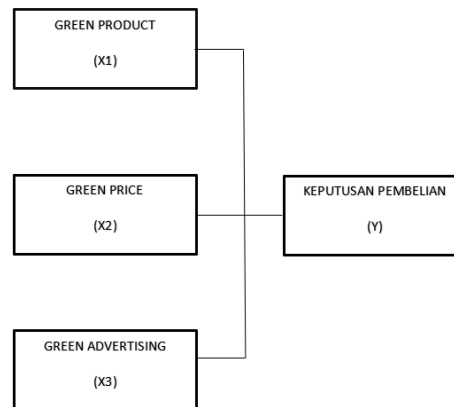 GREEN PRODUCT
(X1)
GREEN PRICE
(X2)
KEPUTUSAN PEMBELIAN
(Y)
GREEN ADVERTISING
(X3)